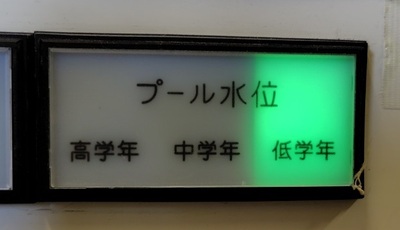 プール水位
高学年 中学年 低学年